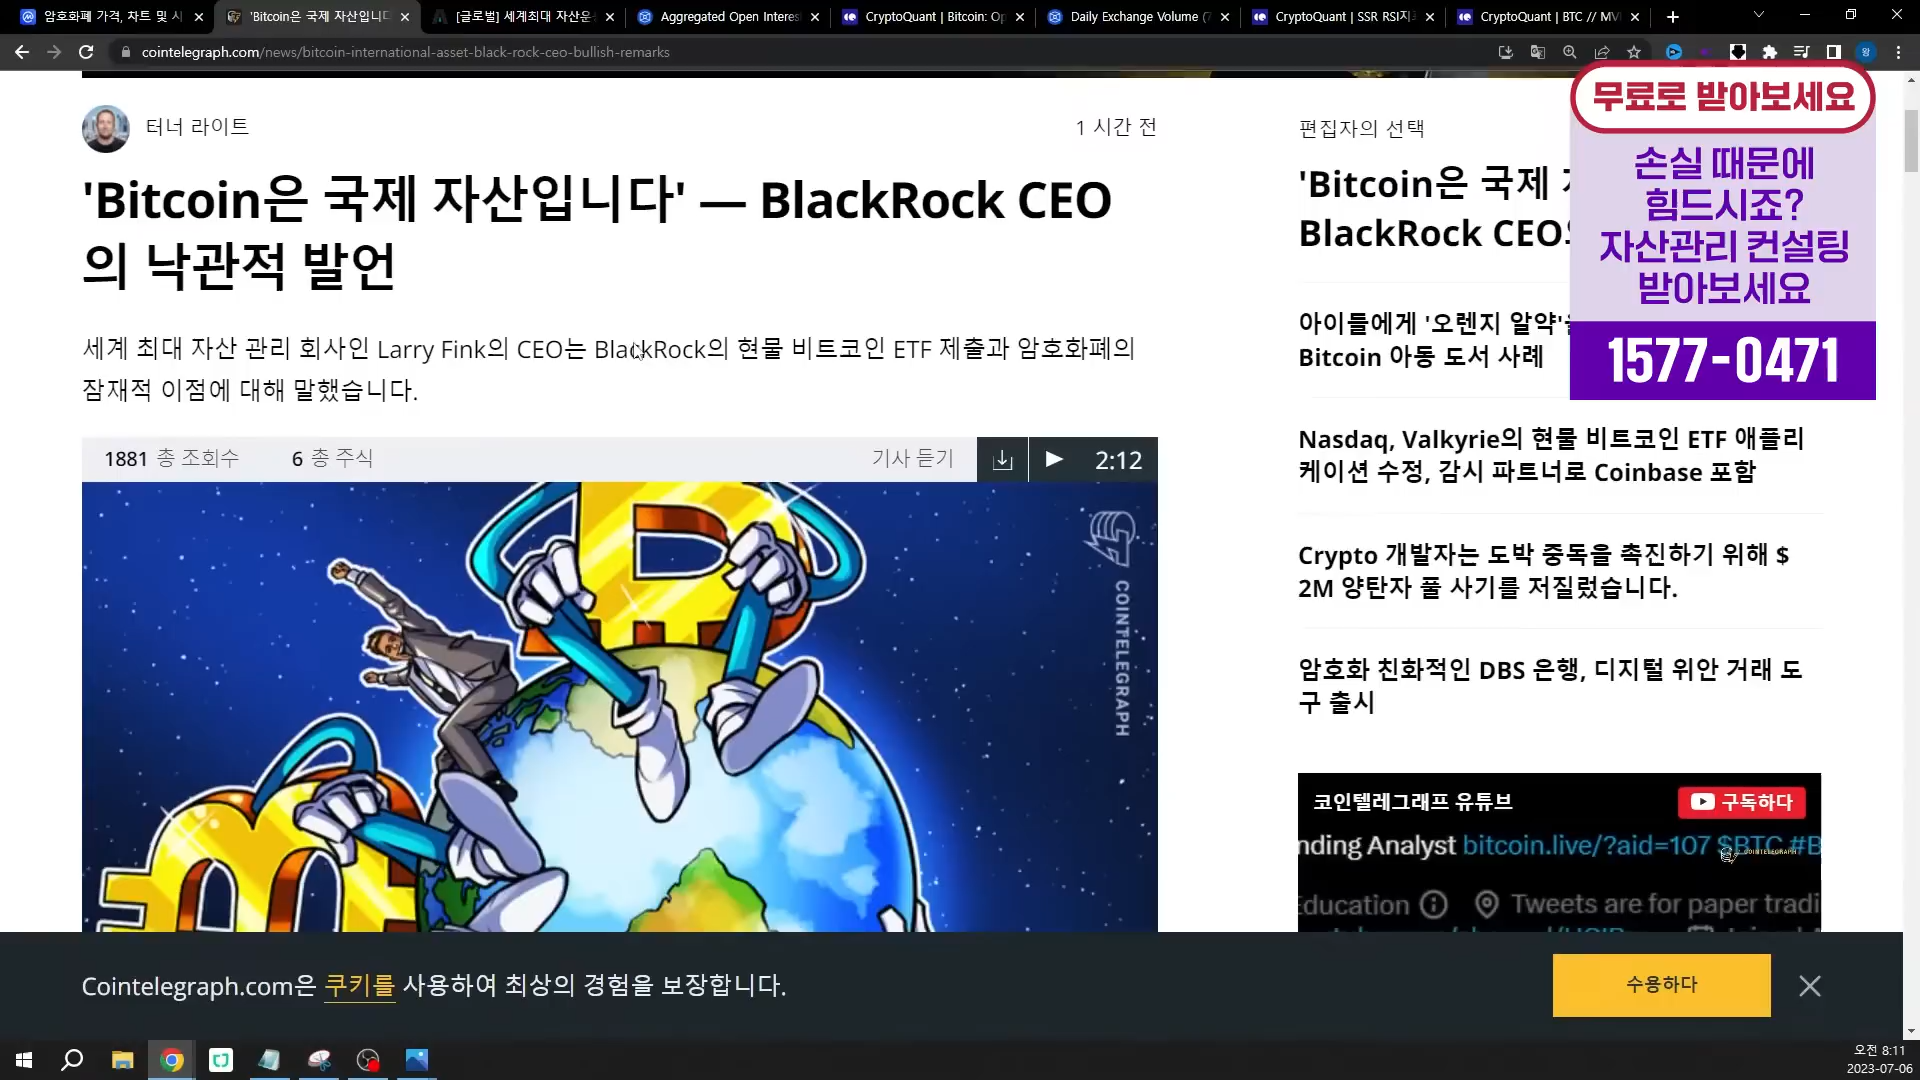 암호화폐 가격, 차트 및 시
'Bitcoin은 국제 자산입니다
[글로벌] 세계최대 자산운용
Aggregated Open Interes
CryptoQuant | Bitcoin: Op
Daily Exchange Volume (7
CryptoQuant | SSR RSI지
CryptoQuant | BTC // MV
cointelegraph.com/news/bitcoin-international-asset-black-rock-ceo-bullish-remarks
터너 라이트
1 시간 전
'Bitcoin은 국제 자산입니다' — BlackRock CEO
의 낙관적 발언
세계 최대 자산 관리 회사인 Larry Fink의 CEO는 BlackRock의 현물 비트코인 ETF 제출과 암호화폐의
잠재적 이점에 대해 말했습니다.
1881 총 조회수
6 총 주식
기사 듣기
2:12
COINTELEGRAPH
편집자의 선택
'Bitcoin은 국제
BlackRock CEO
아이들에게 '오렌지 알약'
Bitcoin 아동 도서 사례
Nasdaq, Valkyrie의 현물 비트코인 ETF 애플리
케이션 수정, 감시 파트너로 Coinbase 포함
Crypto 개발자는 도박 중독을 촉진하기 위해 $
2M 양탄자 풀 사기를 저질렀습니다.
암호화 친화적인 DBS 은행, 디지털 위안 거래 도
구 출시
코인텔레그래프 유튜브
구독하다
nding Analyst bitcoin.live/?aid=107 $BTC #B
COINTELEGRAPH
Education
Tweets are for paper tradi
무료로 받아보세요
손실 때문에
힘드시죠?
자산관리 컨설팅
받아보세요
1577-0471
Cointelegraph.com은 쿠키를 사용하여 최상의 경험을 보장합니다.
수용하다
오전 8:11
2023-07-06